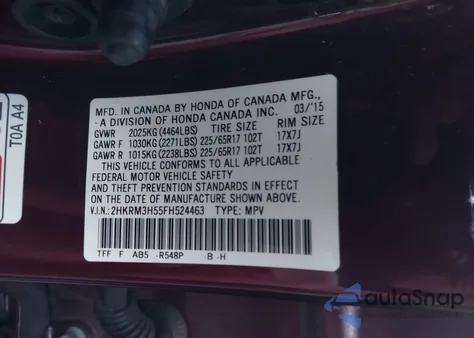 MFD. IN CANADA BY HONDA OF CANADA MFG.,
- A DIVISION OF HONDA CANADA INC. 03/'15
GVWR 2025KG (4464LBS) TIRE SIZE RIM SIZE
GAWR F 1030KG (2271LBS) 225/65R17 102T 17X7J
GAWR R 1015KG (2238LBS) 225/65R17 102T 17X7J
THIS VEHICLE CONFORMS TO ALL APPLICABLE
FEDERAL MOTOR VEHICLE SAFETY
AND THEFT PREVENTION STANDARDS IN EFFECT
ON THE DATE OF MANUFACTURE SHOWN ABOVE.
V.I.N.: 2HKRM3H55FH524463 TYPE: MPV
TFF F AB5 -R548P -B -H
TOA A4
autoSnap